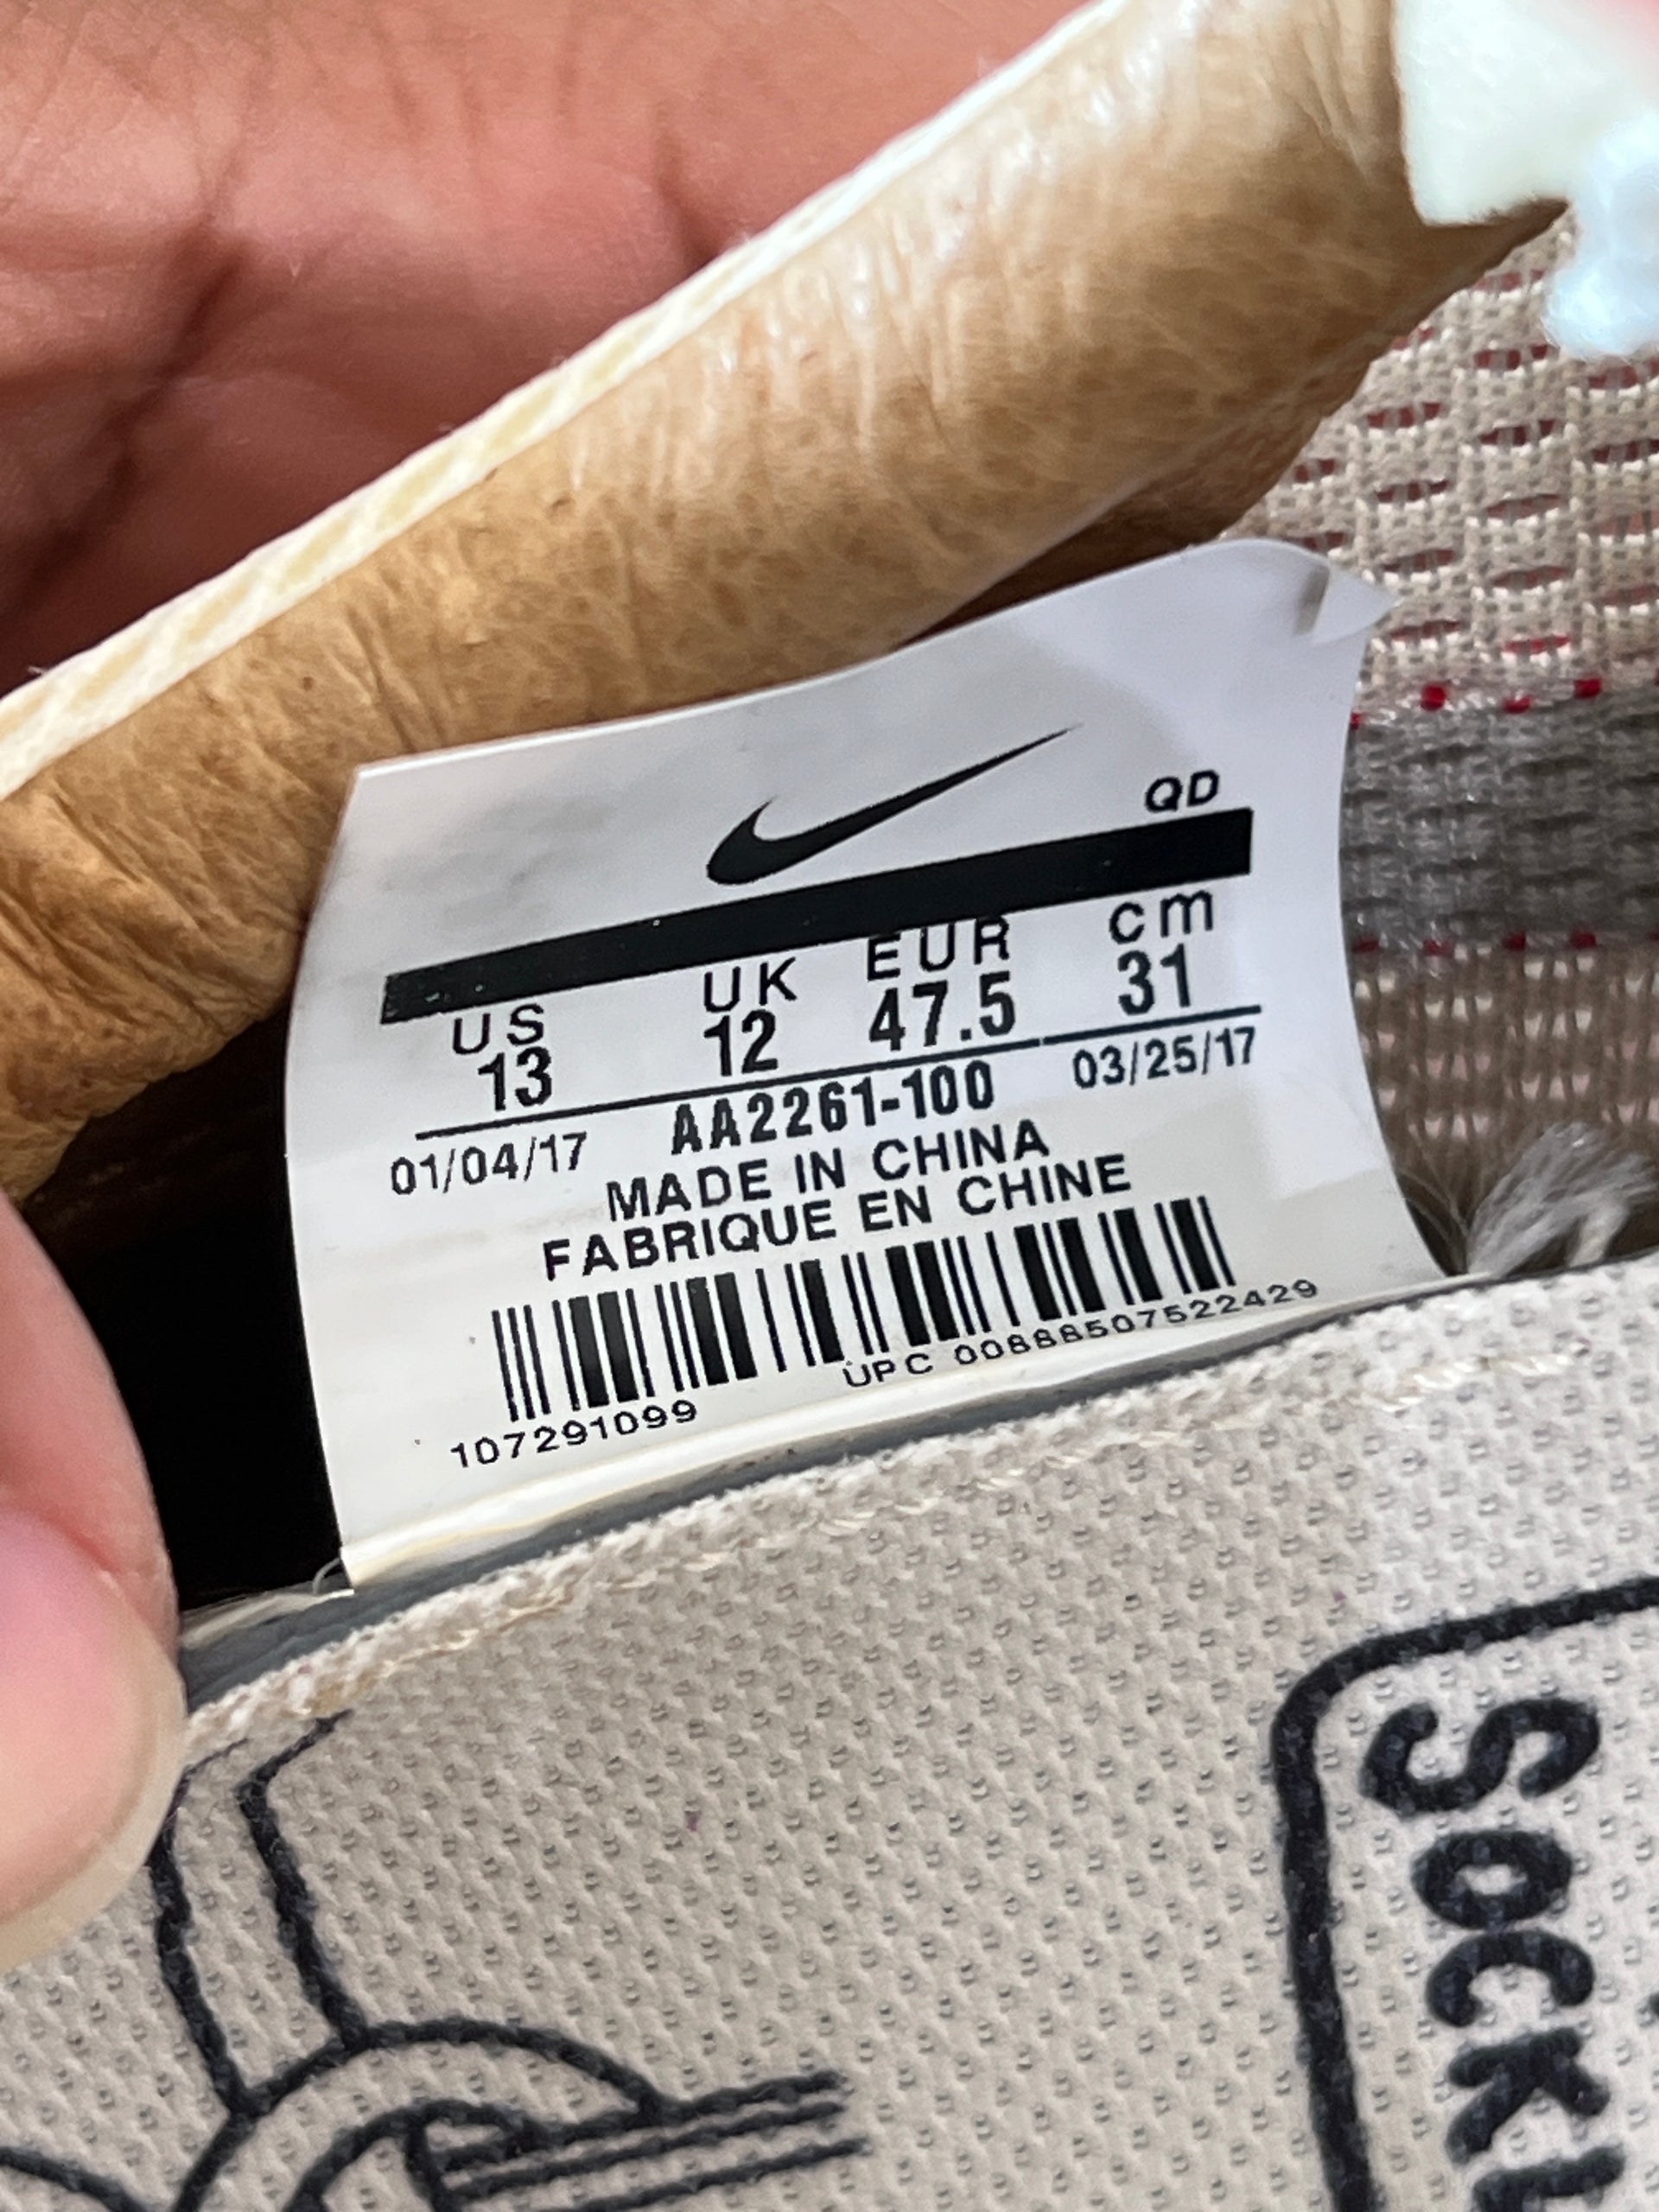 QD
US UK EUR cm
13 12 47.5 31
01/04/17 AA2261-100 03/25/17
MADE IN CHINA
FABRIQUE EN CHINE
107291099 UPC 00888507522429
SOCKL